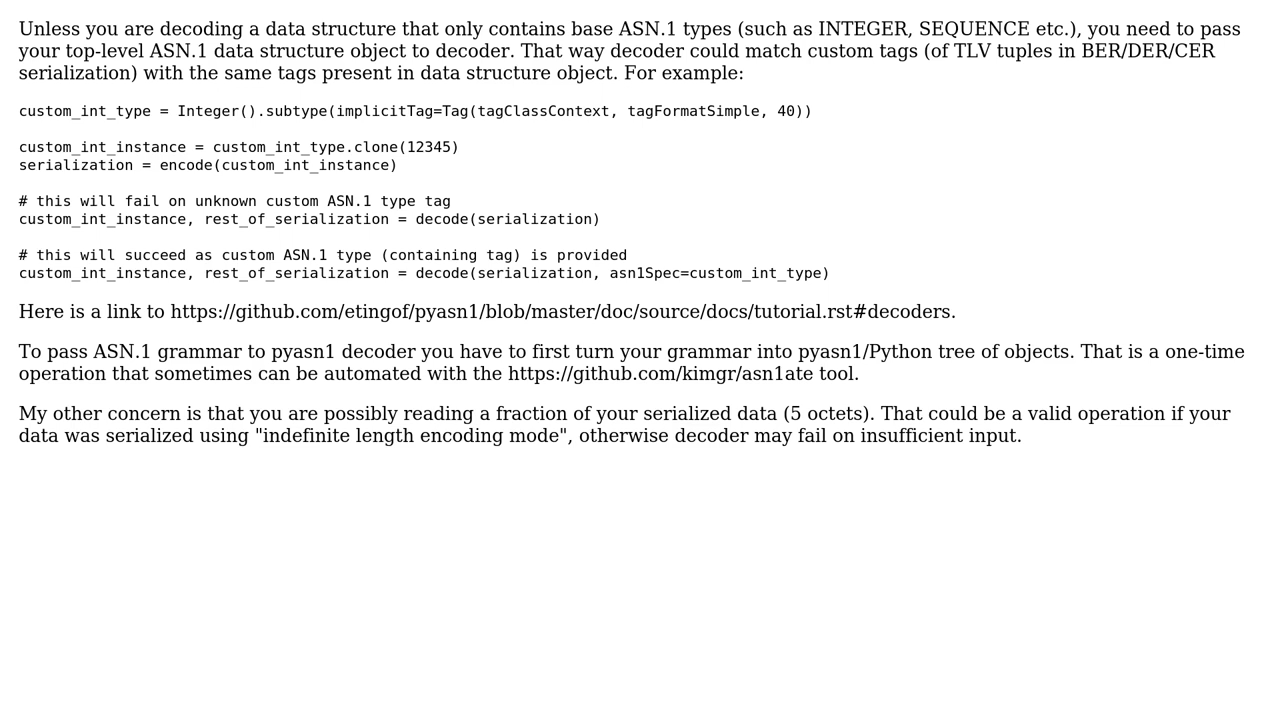 Unless you are decoding a data structure that only contains base ASN.1 types (such as INTEGER, SEQUENCE etc.), you need to pass
your top-level ASN.1 data structure object to decoder. That way decoder could match custom tags (of TLV tuples in BER/DER/CER
serialization) with the same tags present in data structure object. For example:
custom_int_type = Integer().subtype(implicitTag=Tag(tagClassContext, tagFormatSimple, 40))
custom_int_instance = custom_int_type.clone(12345)
serialization = encode(custom_int_instance)
# this will fail on unknown custom ASN.1 type tag
custom_int_instance, rest_of_serialization = decode(serialization)
# this will succeed as custom ASN.1 type (containing tag) is provided
custom_int_instance, rest_of_serialization = decode(serialization, asn1Spec=custom_int_type)
Here is a link to https://github.com/etingof/pyasn1/blob/master/doc/source/docs/tutorial.rst#decoders.
To pass ASN.1 grammar to pyasn1 decoder you have to first turn your grammar into pyasn1/Python tree of objects. That is a one-time
operation that sometimes can be automated with the https://github.com/kimgr/asn1ate tool.
My other concern is that you are possibly reading a fraction of your serialized data (5 octets). That could be a valid operation if your
data was serialized using "indefinite length encoding mode", otherwise decoder may fail on insufficient input.